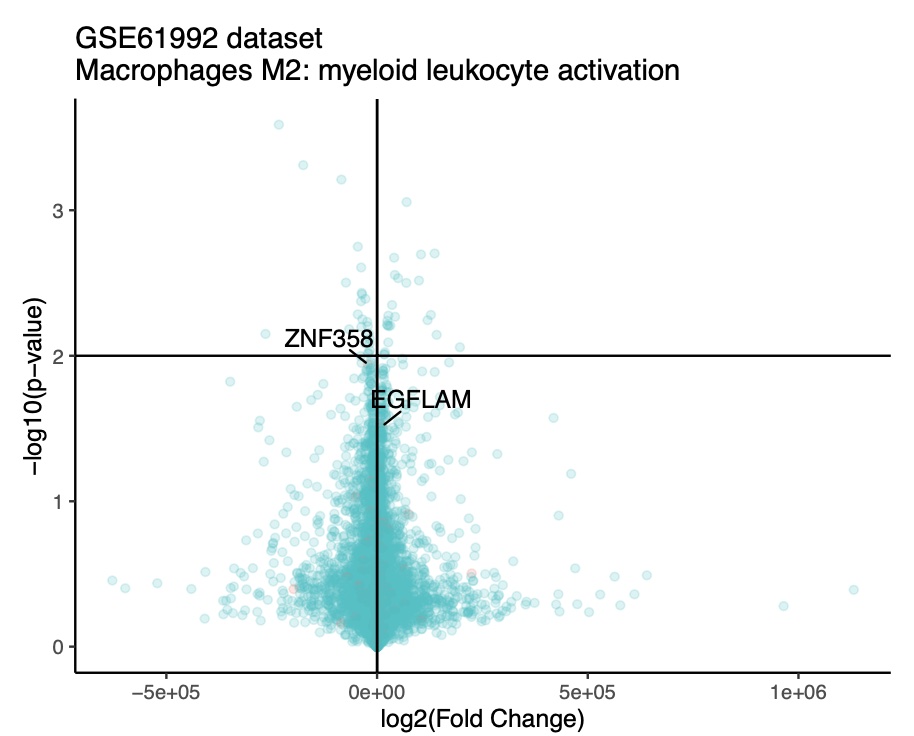 GSE61992 dataset
Macrophages M2: myeloid leukocyte activation
3
ZNF358
2
EGFLAM
1
0
−log10(p−value)
−5e+05 0e+00 5e+05 1e+06
log2(Fold Change)